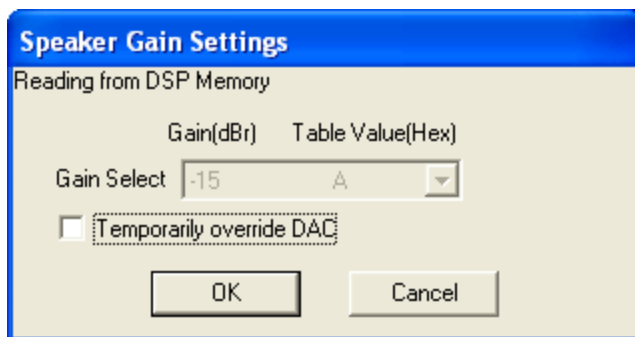 Speaker Gain Settings
Reading from DSP Memory
Gain(dBr) Table Value(Hex)
Gain Select -15 A
Temporarily override DAC
OK Cancel